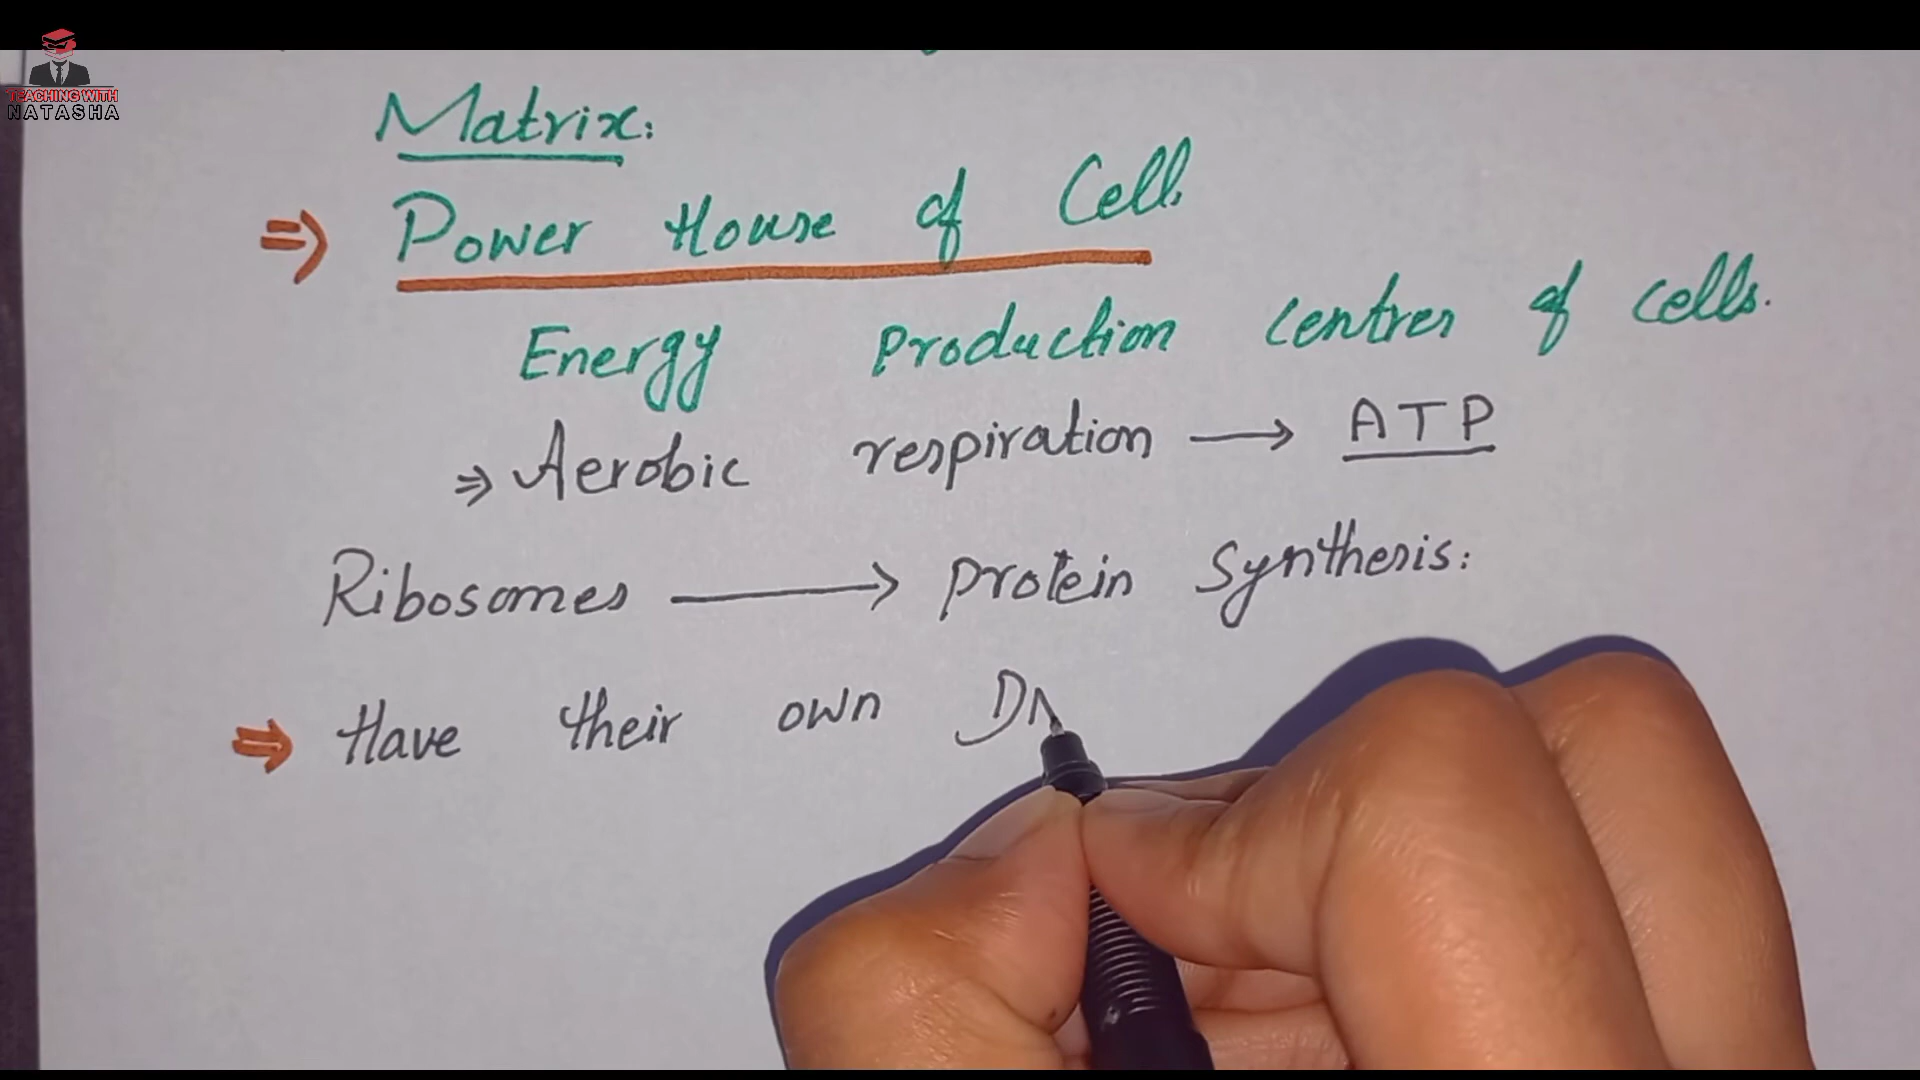 TEACHING WITH
NATASHA
Matrix:
⇒ Power House of Cell.
Energy Production Centres of Cells.
⇒ Aerobic respiration → ATP
Ribosomes → Protein Synthesis:
⇒ Have their own DN